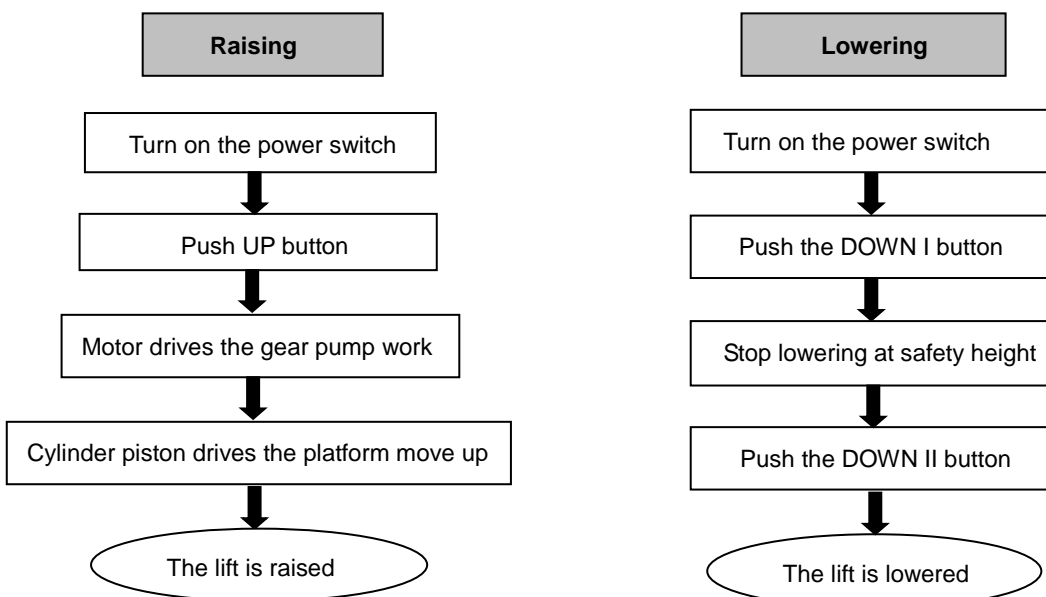 Raising
Turn on the power switch
Push UP button
Motor drives the gear pump work
Cylinder piston drives the platform move up
The lift is raised
Lowering
Turn on the power switch
Push the DOWN I button
Stop lowering at safety height
Push the DOWN II button
The lift is lowered